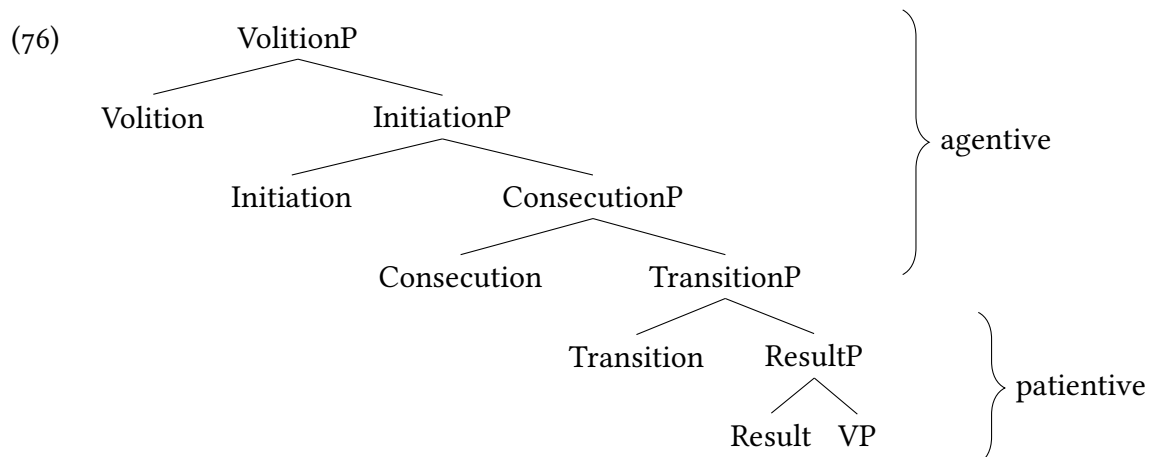 (76) VolitionP
Volition InitiationP
agentive
Initiation ConsecutionP
Consecution TransitionP
Transition ResultP
patientive
Result VP